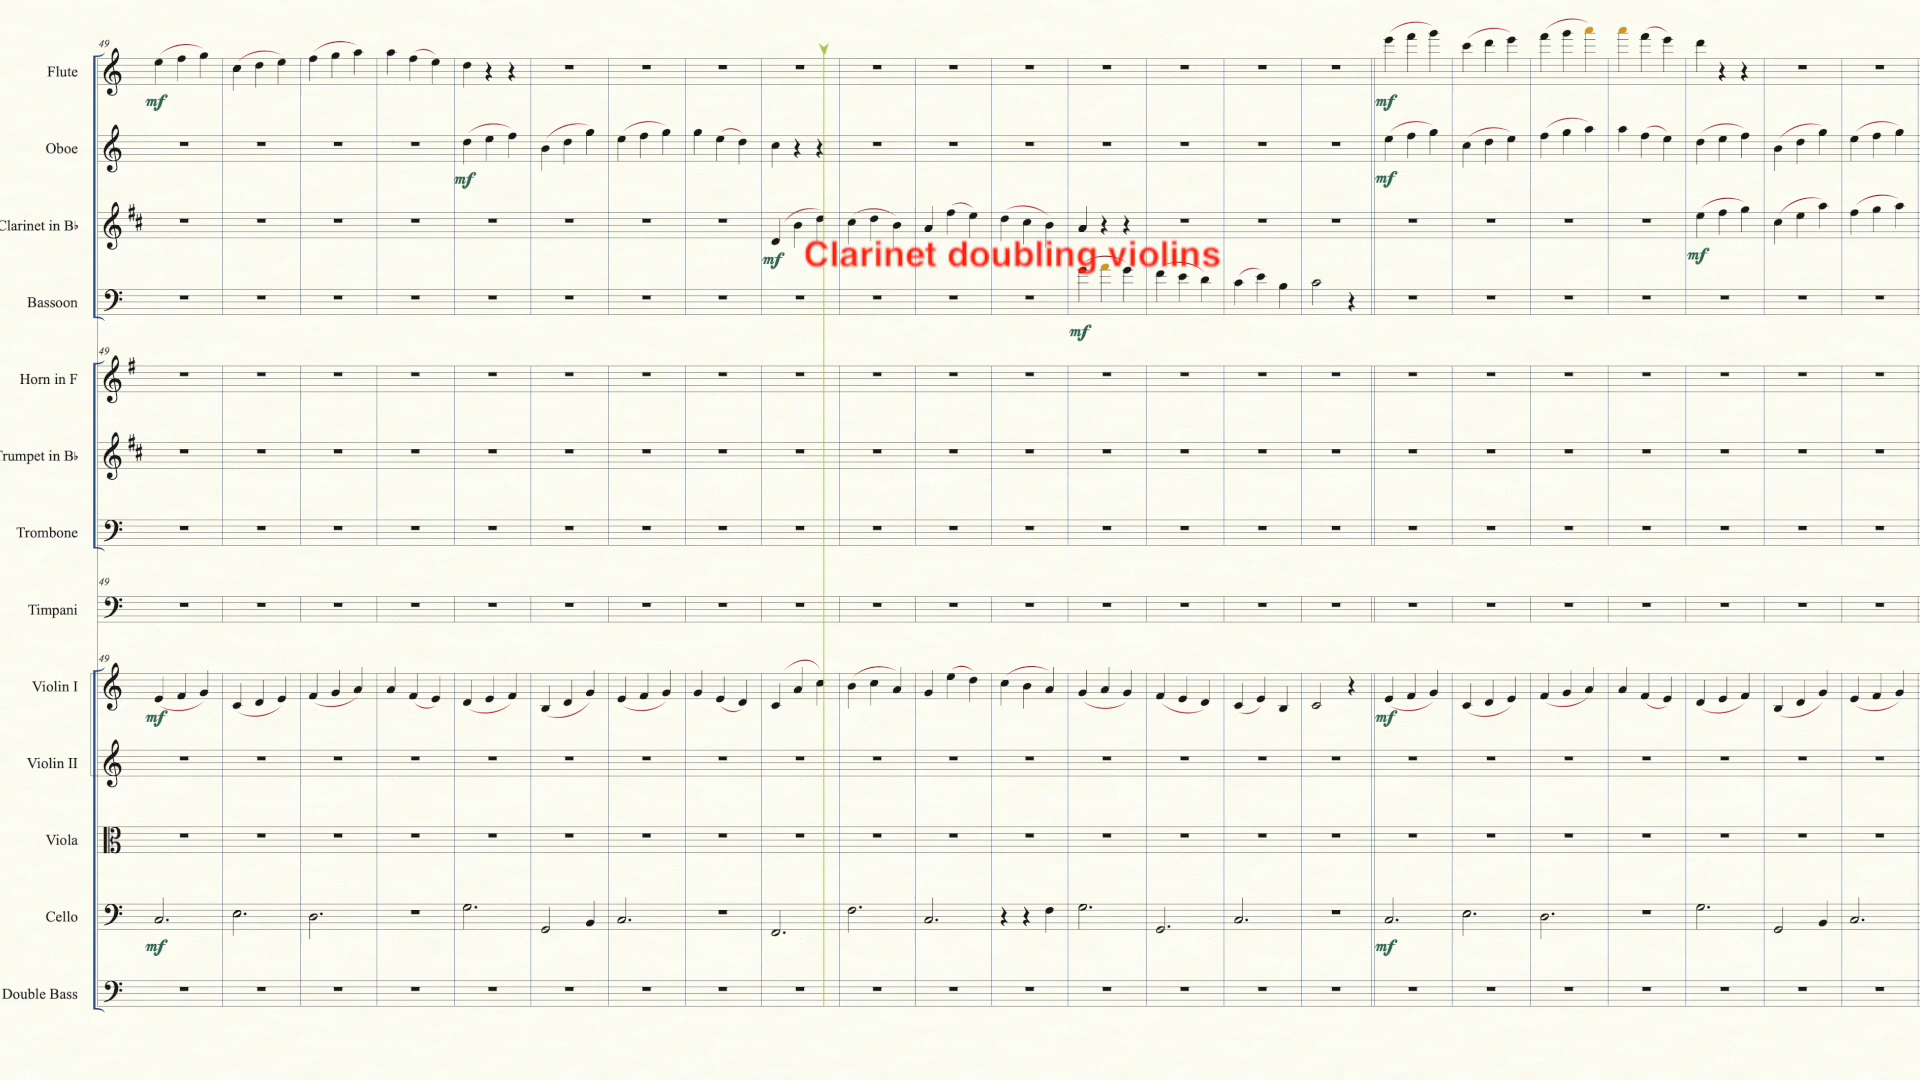 49
Flute
mf
mf
Oboe
mf
mf
Clarinet in B♭
mf
mf
Clarinet doubling violins
Bassoon
mf
49
Horn in F
Trumpet in B♭
Trombone
49
Timpani
49
Violin I
mf
mf
Violin II
Viola
Cello
mf
mf
Double Bass